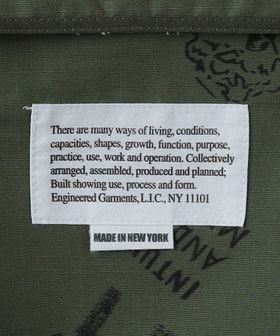 There are many ways of living, conditions,
capacities, shapes, growth, function, purpose,
practice, use, work and operation. Collectively
arranged, assembled, produced and planned;
Built showing use, process and form.
Engineered Garments, L.I.C., NY 11101
MADE IN NEW YORK
AND